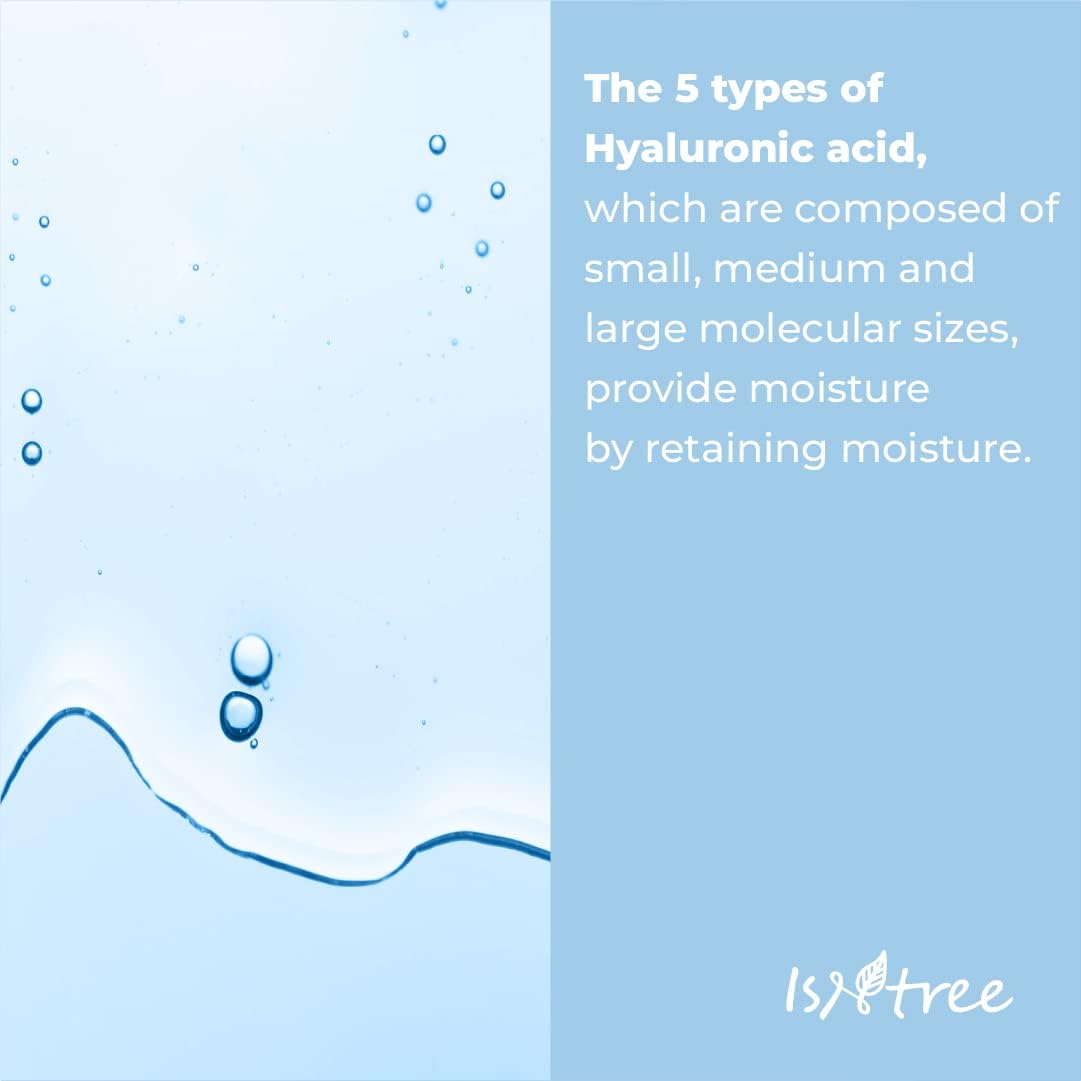 The 5 types of
Hyaluronic acid,
which are composed of
small, medium and
large molecular sizes,
provide moisture
by retaining moisture.
Isntree